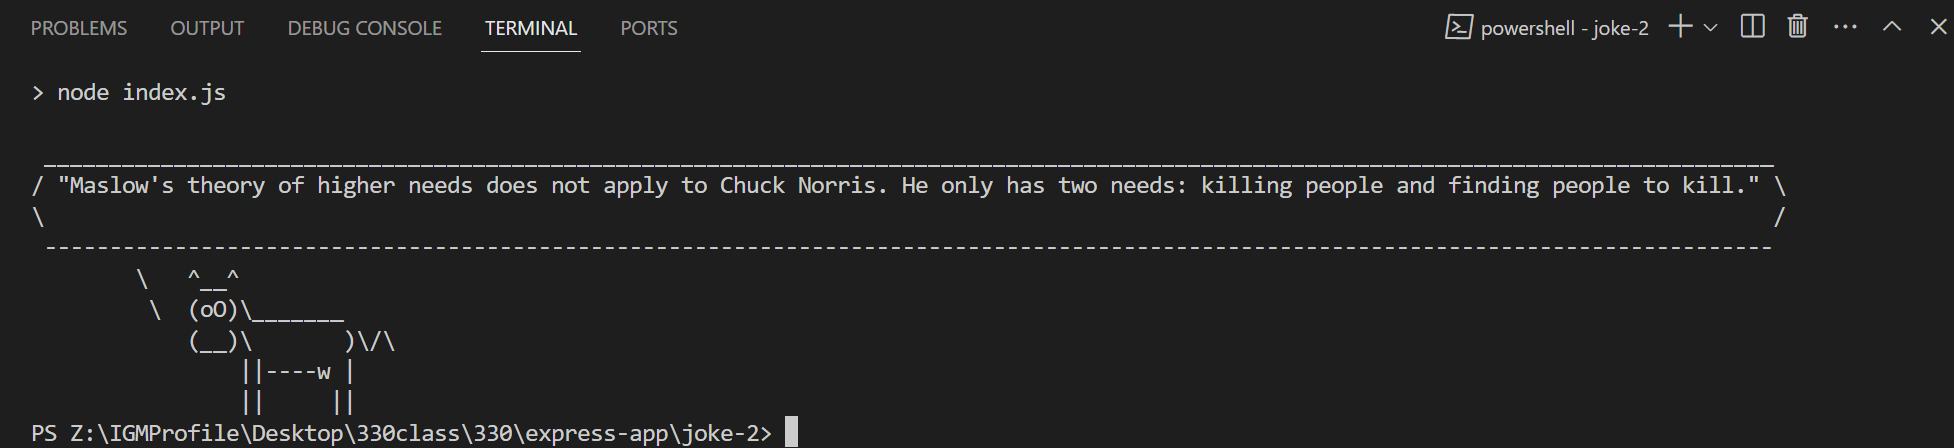 PROBLEMS OUTPUT DEBUG CONSOLE TERMINAL PORTS powershell - joke-2
> node index.js
 _____________________________________________________________________________________________________________________________________
/ "Maslow's theory of higher needs does not apply to Chuck Norris. He only has two needs: killing people and finding people to kill." \
\                                                                                                                                     /
 -------------------------------------------------------------------------------------------------------------------------------------
        \   ^__^
         \  (oO)\_______
            (__)\       )\/\
                ||----w |
                ||     ||
PS Z:\IGMProfile\Desktop\330class\330\express-app\joke-2>